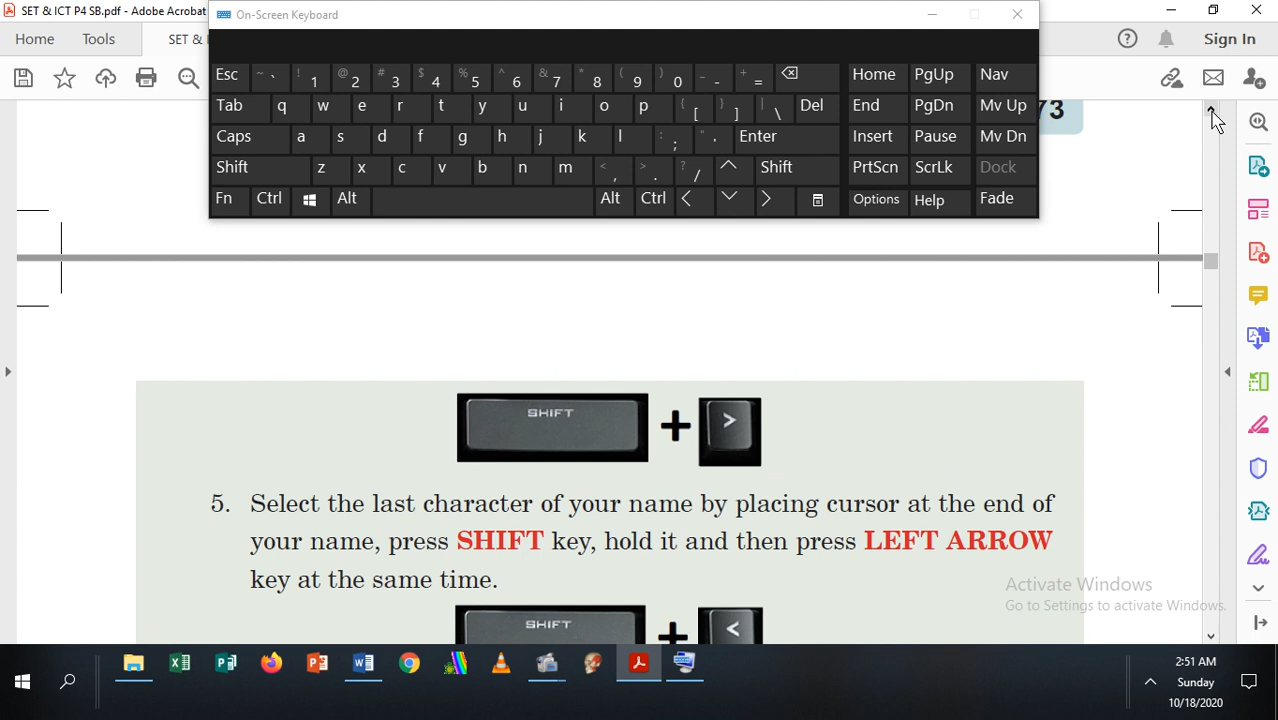 SET & ICT P4 SB.pdf - Adobe Acrobat
On-Screen Keyboard
Home Tools SET &
Sign In
Esc ~ ` ! 1 @ 2 # 3 $ 4 % 5 ^ 6 & 7 * 8 ( 9 ) 0 _ - + = Home PgUp Nav
Tab q w e r t y u i o p { [ } ] | \ Del End PgDn Mv Up
Caps a s d f g h j k l : ; " ' Enter Insert Pause Mv Dn
Shift z x c v b n m < , > . ? / Shift PrtScn ScrLk Dock
Fn Ctrl Alt Alt Ctrl Options Help Fade
73
SHIFT + >
5. Select the last character of your name by placing cursor at the end of
your name, press SHIFT key, hold it and then press LEFT ARROW
key at the same time.
SHIFT + <
Activate Windows
Go to Settings to activate Windows.
2:51 AM
Sunday
10/18/2020